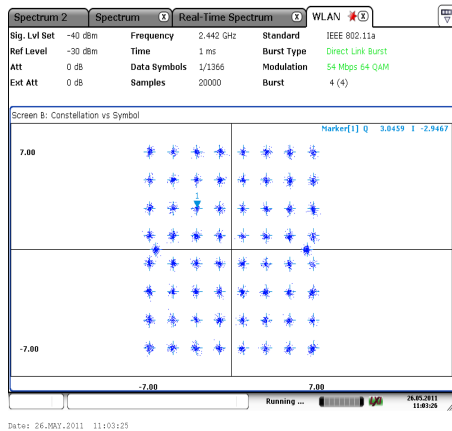 Spectrum 2 Spectrum Real-Time Spectrum WLAN
Sig. Lvl Set -40 dBm Frequency 2.442 GHz Standard IEEE 802.11a
Ref Level -30 dBm Time 1 ms Burst Type Direct Link Burst
Att 0 dB Data Symbols 1/1366 Modulation 54 Mbps 64 QAM
Ext Att 0 dB Samples 20000 Burst 4 (4)
Screen B: Constellation vs Symbol
Marker[1] Q 3.0459 I -2.9467
7.00
1
-7.00
-7.00 7.00
Running ... 26.05.2011
11:03:26
Date: 26.MAY.2011 11:03:25